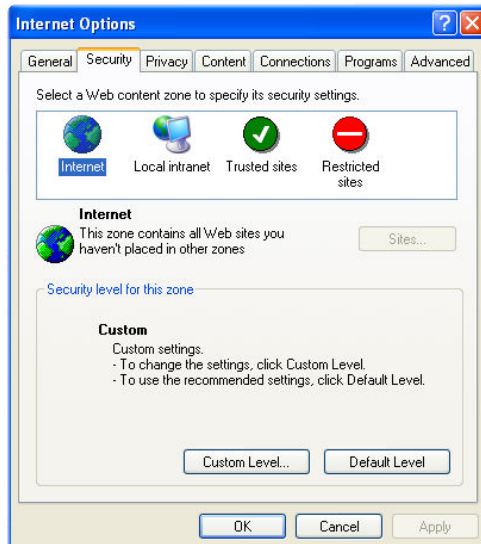 Internet Options
General Security Privacy Content Connections Programs Advanced
Select a Web content zone to specify its security settings.
Internet Local intranet Trusted sites Restricted
sites
Internet
This zone contains all Web sites you
haven't placed in other zones
Sites...
Security level for this zone
Custom
Custom settings.
- To change the settings, click Custom Level.
- To use the recommended settings, click Default Level.
Custom Level... Default Level
OK Cancel Apply